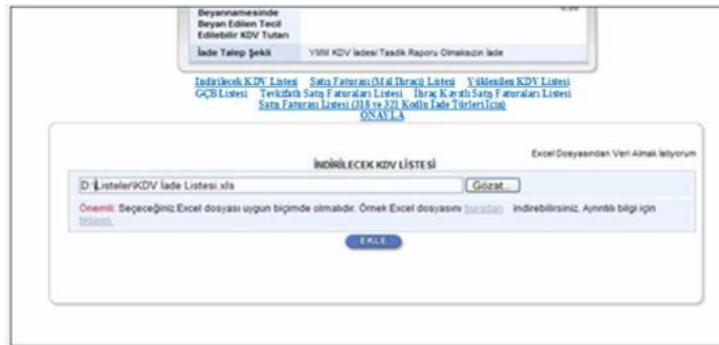 Beyannamesinde
Beyan Edilen Tecil
Edilebilir KDV Tutarı
İade Talep Şekli YMM KDV İadesi Tasdik Raporu Olmaksızın İade
İndirilecek KDV Listesi Satış Faturası (Mal İhracı) Listesi Yüklenilen KDV Listesi
GÇB Listesi Tevkifatlı Satış Faturaları Listesi İhraç Kayıtlı Satış Faturaları Listesi
Satış Faturası Listesi (318 ve 321 Kodlu İade Türleri İçin)
ONAYLA
Excel Dosyasından Veri Almak İstiyorum
İNDİRİLECEK KDV LİSTESİ
D:\Listeler\KDV İade Listesi.xls Gözat...
Önemli: Seçeceğiniz Excel dosyası uygun biçimde olmalıdır. Örnek Excel dosyasını buradan indirebilirsiniz. Ayrıntılı bilgi için
tıklayın.
EKLE